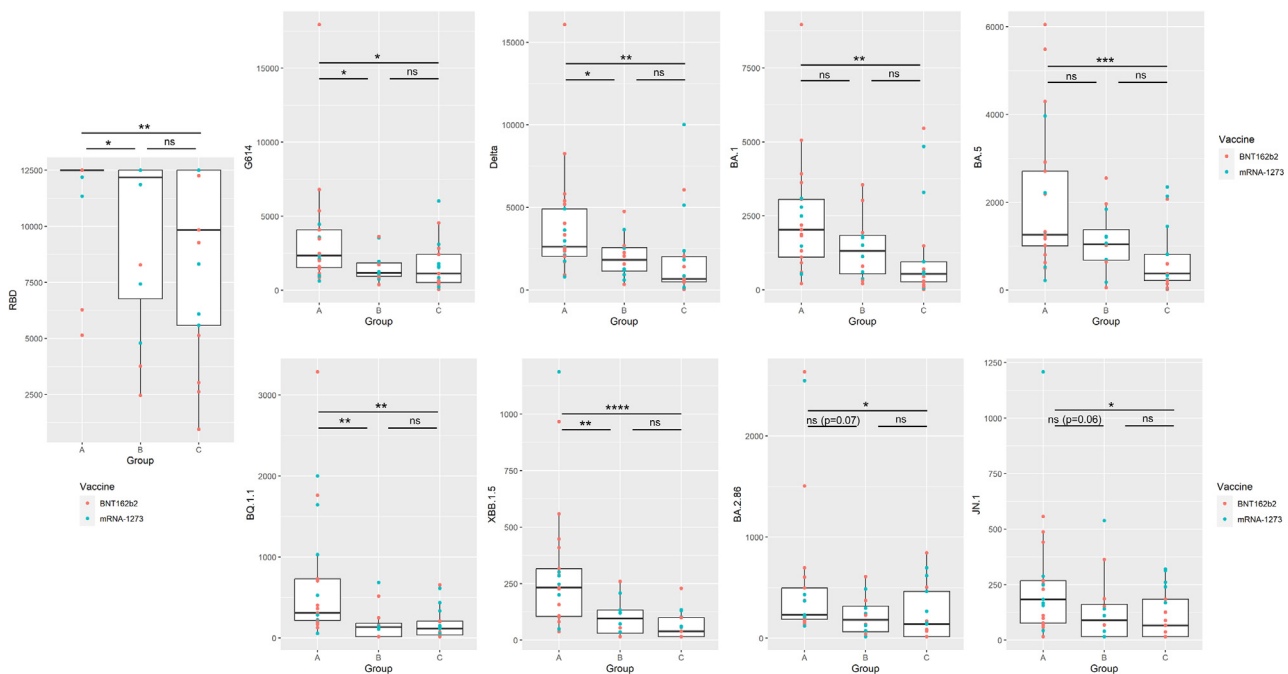 **
*
ns
RBD
12500
10000
7500
5000
2500
A
B
C
Group
Vaccine
BNT162b2
mRNA-1273
G614
17500
15000
10000
5000
0
*
*
ns
A
B
C
Group
Delta
15000
10000
5000
0
**
*
ns
A
B
C
Group
BA.1
7500
5000
2500
0
**
ns
ns
A
B
C
Group
BA.5
6000
4000
2000
0
***
ns
ns
A
B
C
Group
Vaccine
BNT162b2
mRNA-1273
BQ.1.1
3000
2000
1000
0
**
**
ns
A
B
C
Group
XBB.1.5
1000
750
500
250
0
****
**
ns
A
B
C
Group
BA.2.86
2000
1000
0
*
ns (p=0.07)
ns
A
B
C
Group
JN.1
1250
1000
750
500
250
0
*
ns (p=0.06)
ns
A
B
C
Group
Vaccine
BNT162b2
mRNA-1273